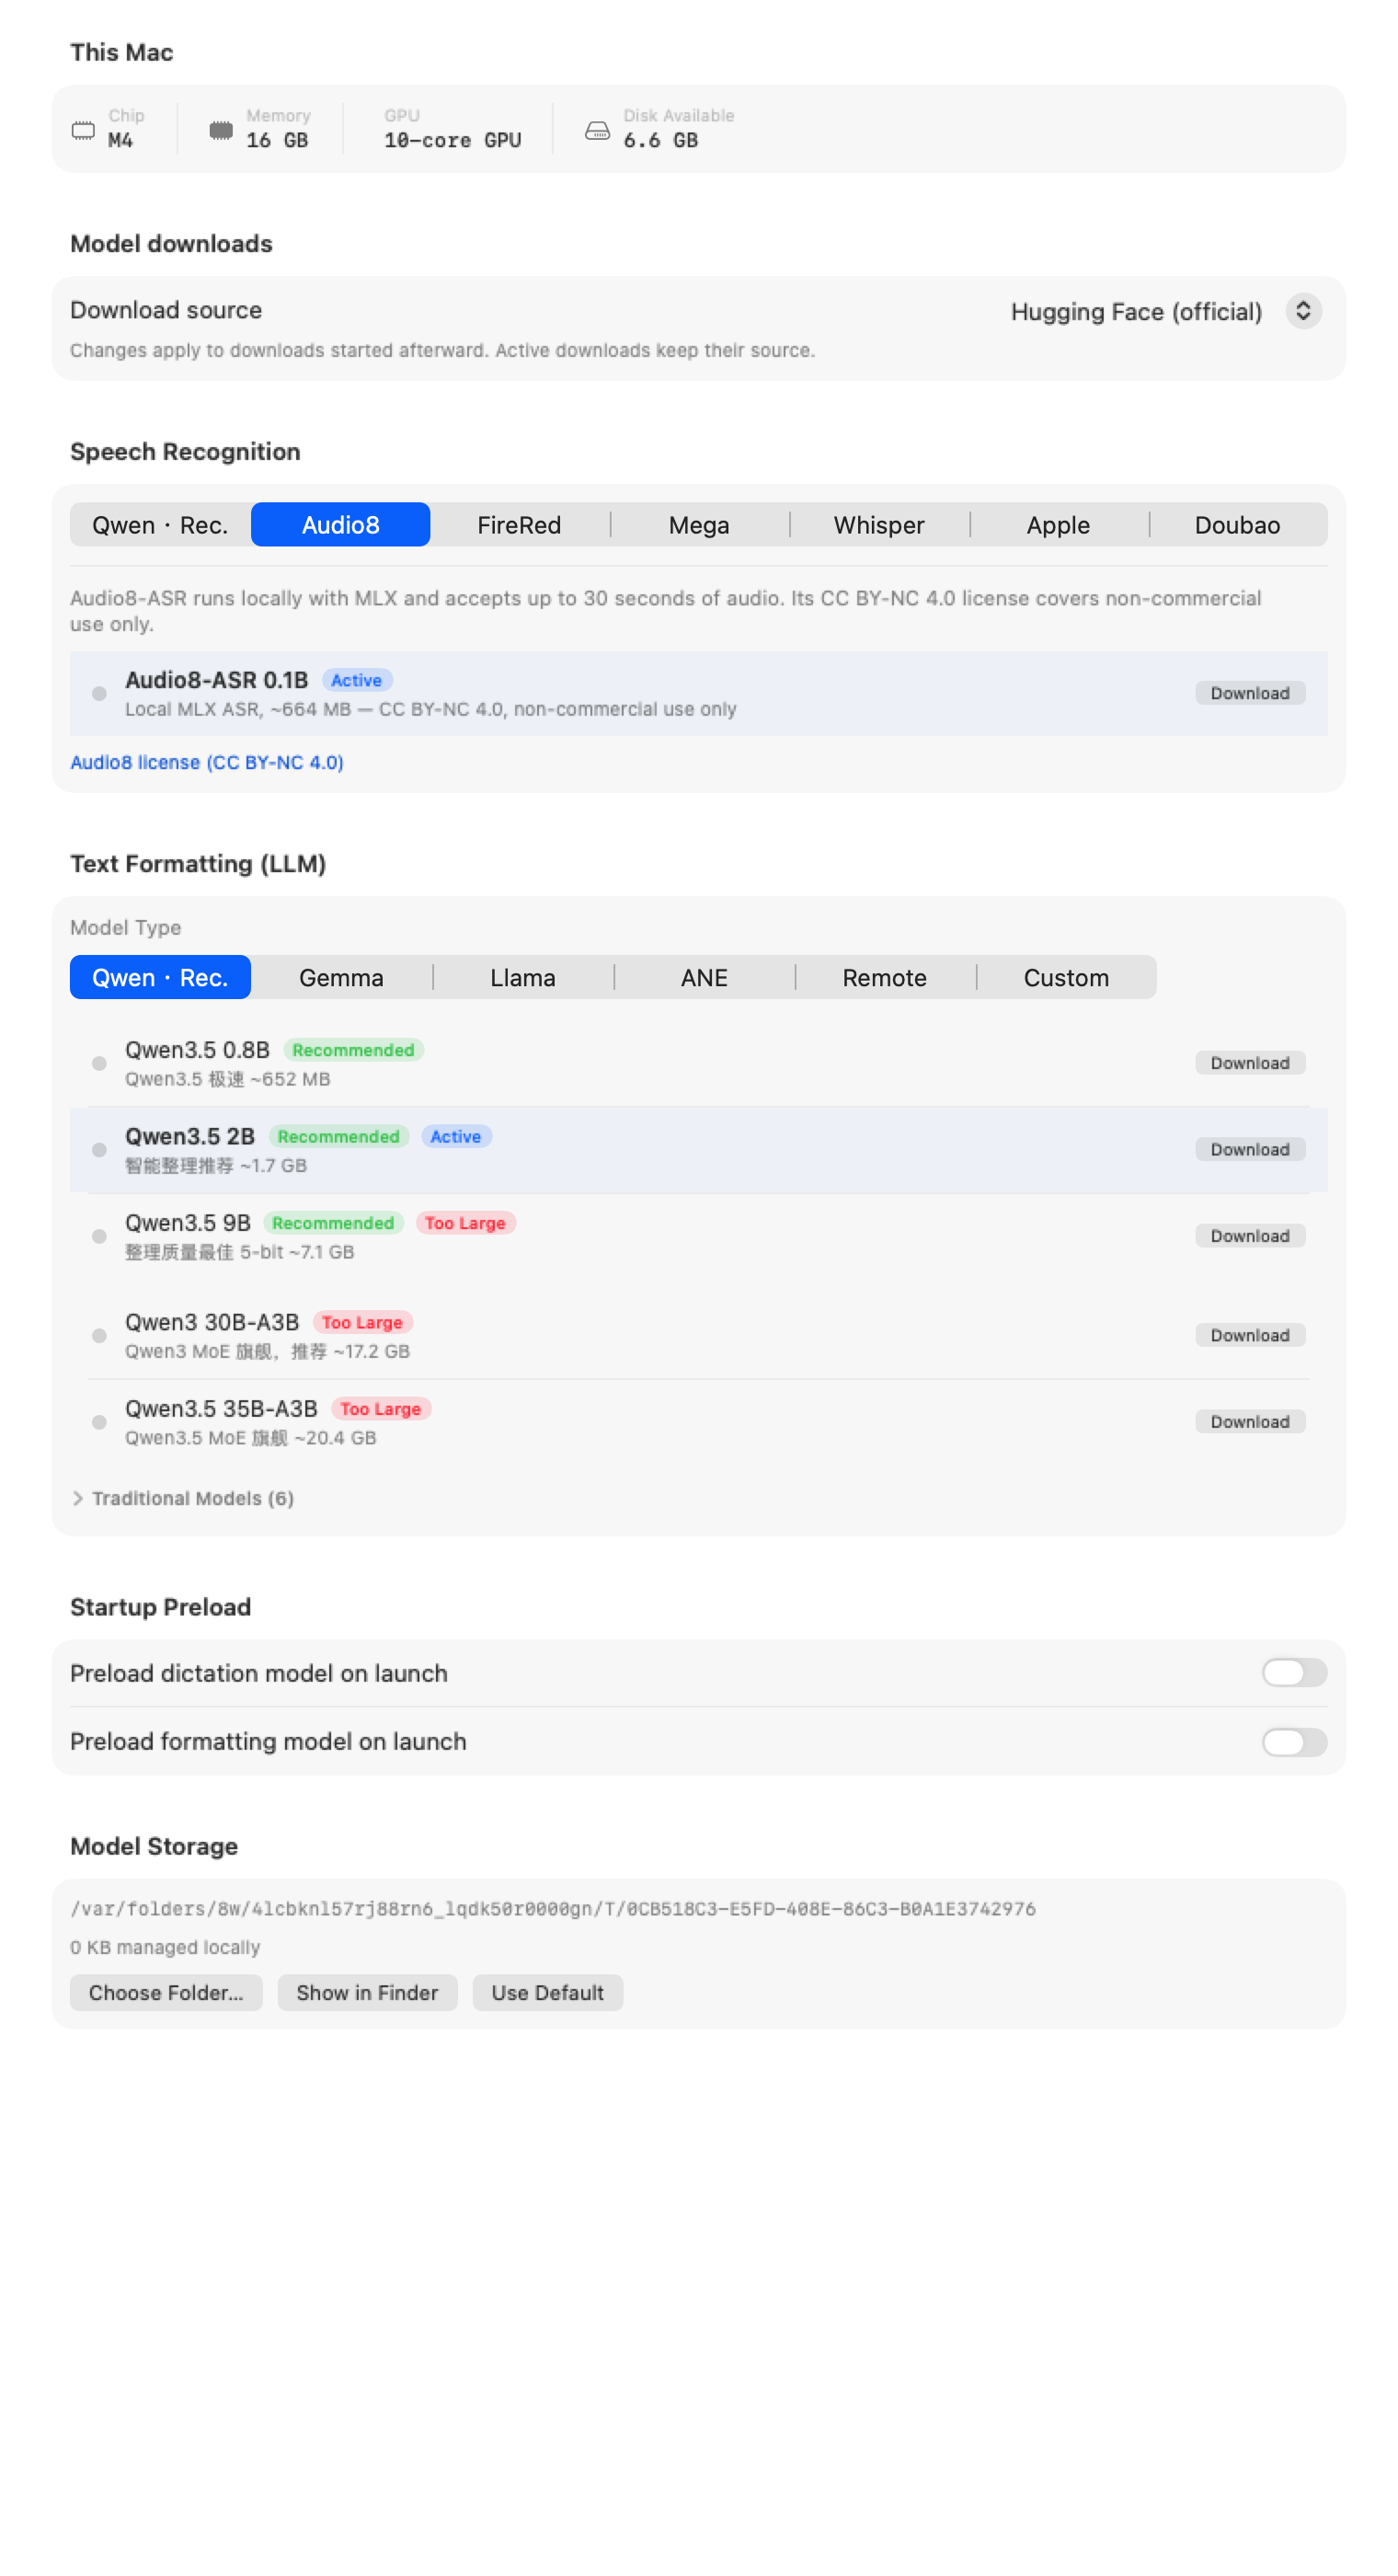 This Mac
Chip
M4
Memory
16 GB
GPU
10-core GPU
Disk Available
6.6 GB
Model downloads
Download source
Hugging Face (official)
Changes apply to downloads started afterward. Active downloads keep their source.
Speech Recognition
Qwen · Rec. Audio8 FireRed Mega Whisper Apple Doubao
Audio8-ASR runs locally with MLX and accepts up to 30 seconds of audio. Its CC BY-NC 4.0 license covers non-commercial
use only.
Audio8-ASR 0.1B Active
Local MLX ASR, ~664 MB — CC BY-NC 4.0, non-commercial use only
Download
Audio8 license (CC BY-NC 4.0)
Text Formatting (LLM)
Model Type
Qwen · Rec. Gemma Llama ANE Remote Custom
Qwen3.5 0.8B Recommended
Qwen3.5 极速 ~652 MB
Download
Qwen3.5 2B Recommended Active
智能整理推荐 ~1.7 GB
Download
Qwen3.5 9B Recommended Too Large
整理质量最佳 5-bit ~7.1 GB
Download
Qwen3 30B-A3B Too Large
Qwen3 MoE 旗舰，推荐 ~17.2 GB
Download
Qwen3.5 35B-A3B Too Large
Qwen3.5 MoE 旗舰 ~20.4 GB
Download
Traditional Models (6)
Startup Preload
Preload dictation model on launch
Preload formatting model on launch
Model Storage
/var/folders/8w/4lcbknl57rj88rn6_lqdk50r0000gn/T/0CB518C3-E5FD-408E-86C3-B0A1E3742976
0 KB managed locally
Choose Folder... Show in Finder Use Default